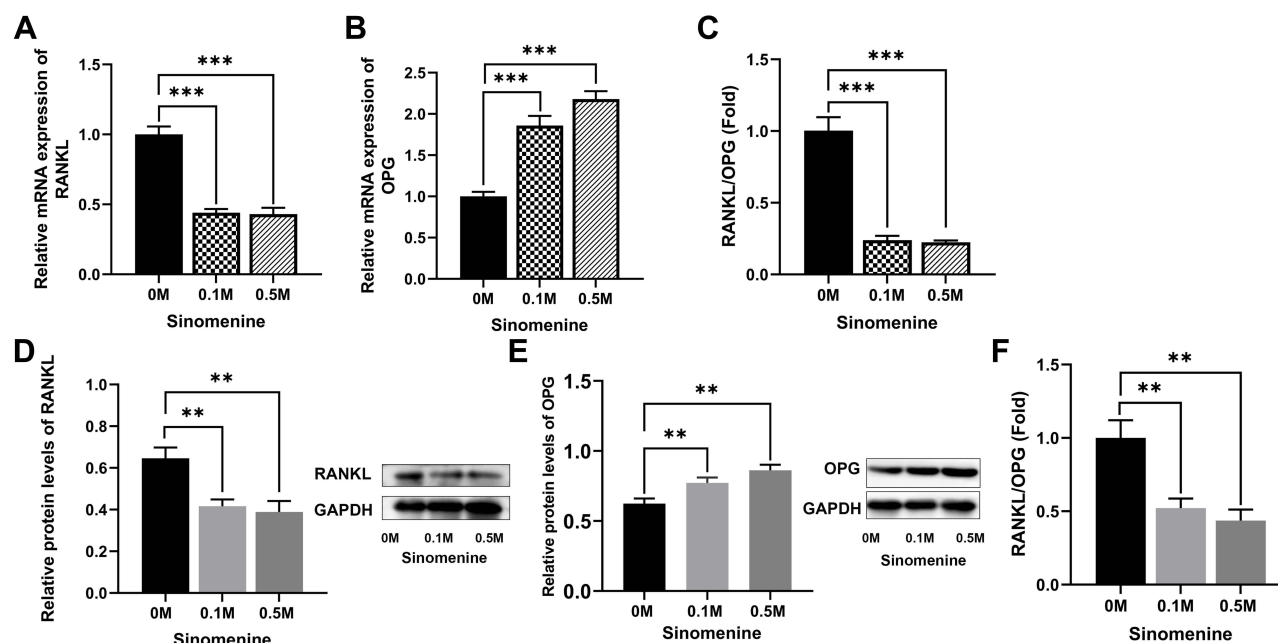 A
Relative mRNA expression of
RANKL
1.5
1.0
0.5
0.0
***
***
0M 0.1M 0.5M
Sinomenine
B
Relative mRNA expression of
OPG
2.5
2.0
1.5
1.0
0.5
0.0
***
***
0M 0.1M 0.5M
Sinomenine
C
RANKL/OPG (Fold)
1.5
1.0
0.5
0.0
***
***
0M 0.1M 0.5M
Sinomenine
D
Relative protein levels of RANKL
1.0
0.8
0.6
0.4
0.2
0.0
**
**
0M 0.1M 0.5M
Sinomenine
RANKL
GAPDH
0M 0.1M 0.5M
Sinomenine
E
Relative protein levels of OPG
1.5
1.0
0.5
0.0
**
**
0M 0.1M 0.5M
Sinomenine
OPG
GAPDH
0M 0.1M 0.5M
Sinomenine
F
RANKL/OPG (Fold)
1.5
1.0
0.5
0.0
**
**
0M 0.1M 0.5M
Sinomenine